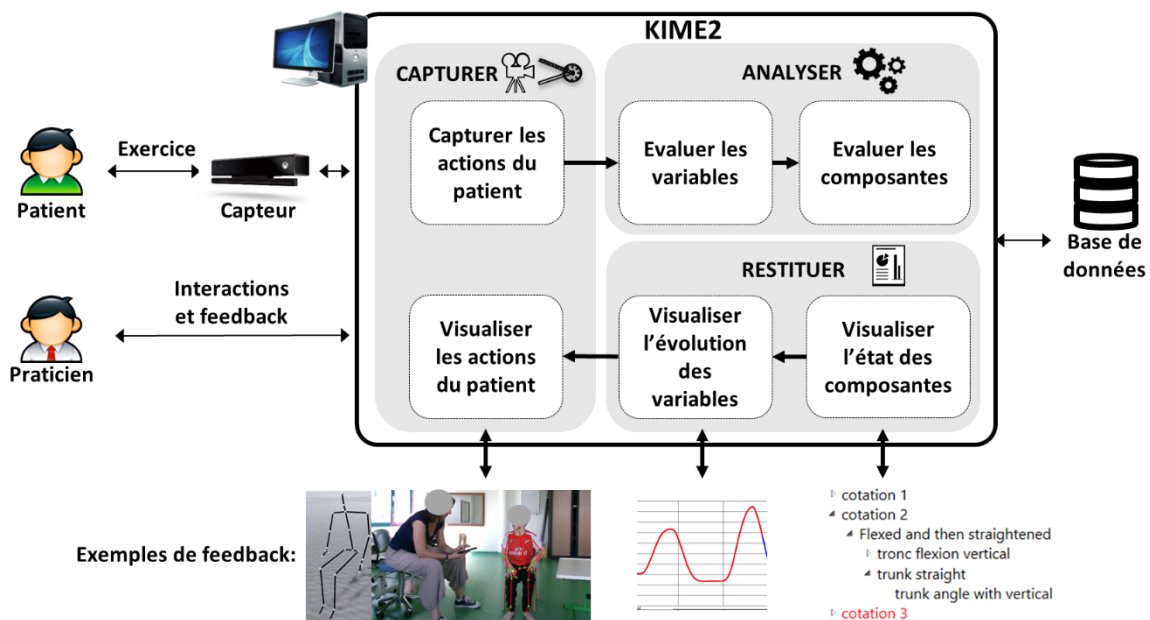 KIME2
CAPTURER
ANALYSER
Capturer les
actions du
patient
Evaluer les
variables
Evaluer les
composantes
Exercice
Patient
Capteur
Base de
données
RESTITUER
Interactions
et feedback
Praticien
Visualiser
les actions
du patient
Visualiser
l’évolution
des
variables
Visualiser
l’état des
composantes
Exemples de feedback:
cotation 1
cotation 2
Flexed and then straightened
tronc flexion vertical
trunk straight
trunk angle with vertical
cotation 3